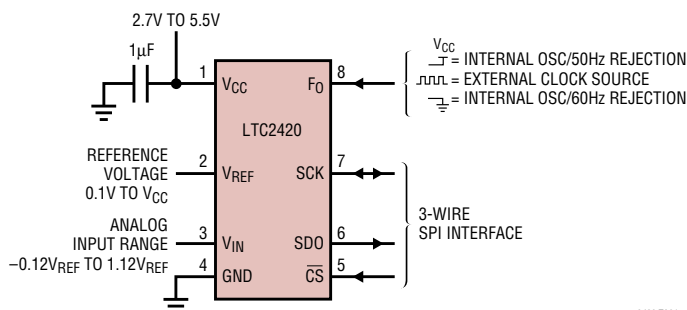 2.7V TO 5.5V
1µF
1
VCC
FO
8
VCC
= INTERNAL OSC/50Hz REJECTION
= EXTERNAL CLOCK SOURCE
= INTERNAL OSC/60Hz REJECTION
LTC2420
REFERENCE
VOLTAGE
0.1V TO VCC
2
VREF
SCK
7
ANALOG
INPUT RANGE
–0.12VREF TO 1.12VREF
3
VIN
SDO
6
3-WIRE
SPI INTERFACE
4
GND
CS
5